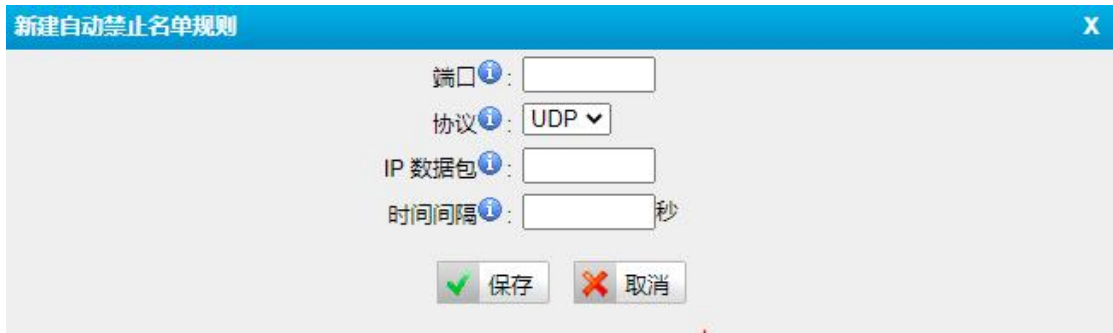 新建自动禁止名单规则 X
端口 :
协议 : UDP
IP 数据包 :
时间间隔 : 秒
保存 取消